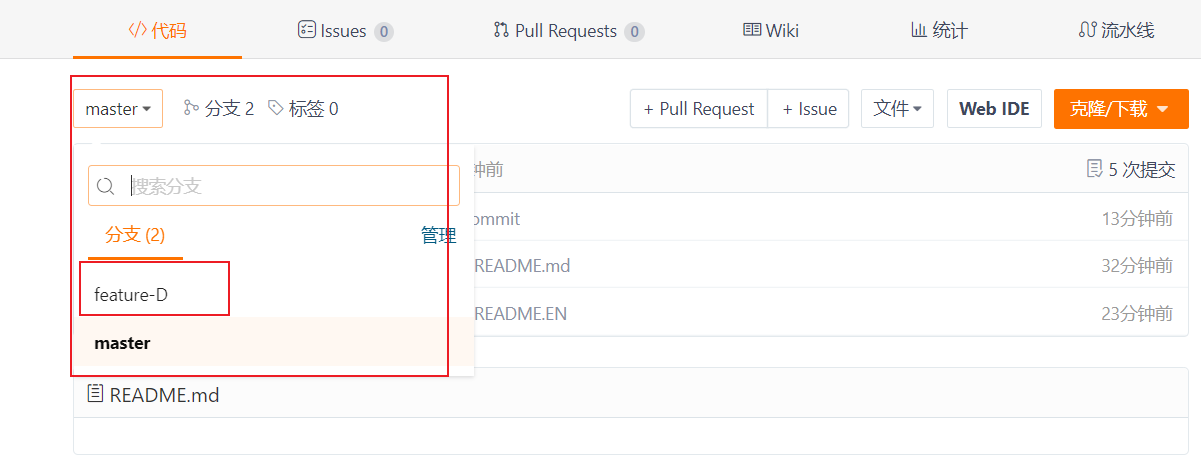 代码 Issues 0 Pull Requests 0 Wiki 统计 流水线
master 分支 2 标签 0 + Pull Request + Issue 文件 Web IDE 克隆/下载
钟前 5 次提交
搜索分支
ommit 13分钟前
分支 (2) 管理
README.md 32分钟前
feature-D
README.EN 23分钟前
master
README.md